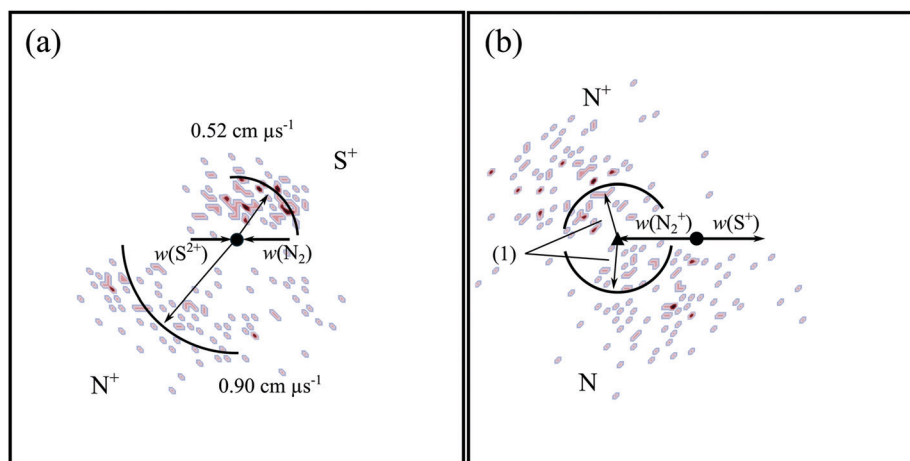 (a)
0.52 cm μs⁻¹
S⁺
w(S²⁺)
w(N₂)
N⁺
0.90 cm μs⁻¹
(b)
N⁺
w(N₂⁺)
w(S⁺)
(1)
N